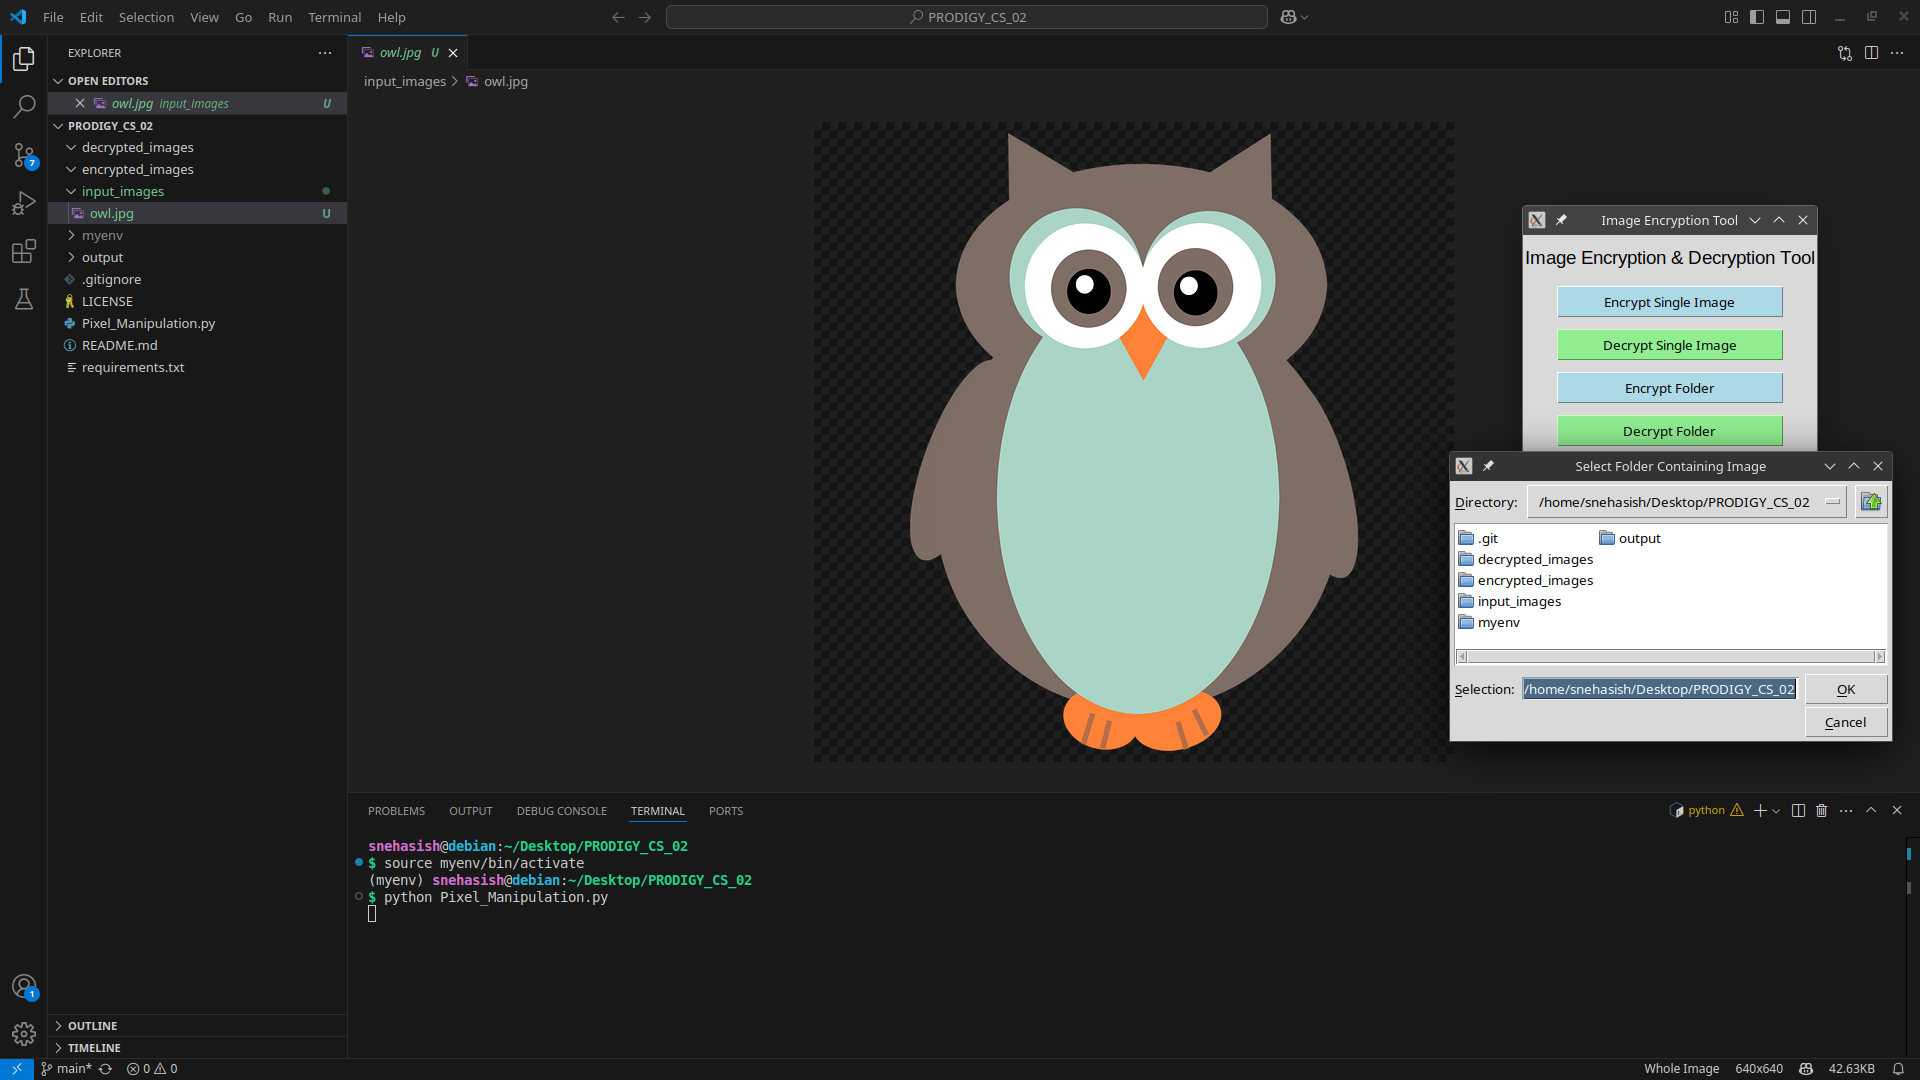 File Edit Selection View Go Run Terminal Help
PRODIGY_CS_02
EXPLORER
OPEN EDITORS
owl.jpg input_images U
PRODIGY_CS_02
decrypted_images
encrypted_images
input_images
owl.jpg U
myenv
output
.gitignore
LICENSE
Pixel_Manipulation.py
README.md
requirements.txt
OUTLINE
TIMELINE
7
1
owl.jpg U
input_images > owl.jpg
Image Encryption Tool
Image Encryption & Decryption Tool
Encrypt Single Image
Decrypt Single Image
Encrypt Folder
Decrypt Folder
Select Folder Containing Image
Directory: /home/snehasish/Desktop/PRODIGY_CS_02
.git output
decrypted_images
encrypted_images
input_images
myenv
Selection: /home/snehasish/Desktop/PRODIGY_CS_02 OK
Cancel
PROBLEMS OUTPUT DEBUG CONSOLE TERMINAL PORTS
python
snehasish@debian:~/Desktop/PRODIGY_CS_02
$ source myenv/bin/activate
(myenv) snehasish@debian:~/Desktop/PRODIGY_CS_02
$ python Pixel_Manipulation.py
main* 0 0
Whole Image 640x640 42.63KB